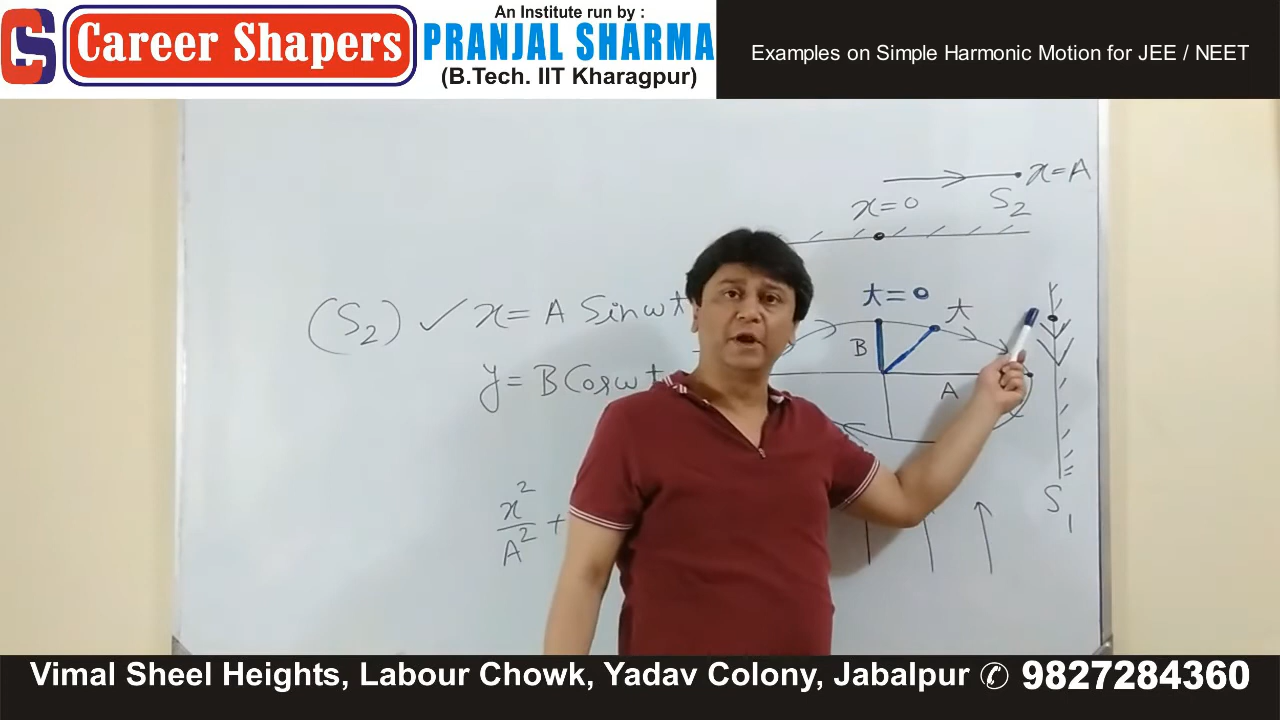 CS
Career Shapers
An Institute run by :
PRANJAL SHARMA
(B.Tech. IIT Kharagpur)
Examples on Simple Harmonic Motion for JEE / NEET
x=A
x=0 S2
(S2) ✓ x= A Sinωt
t=0 t
B
y= B Cosωt
A
x²/A² +
S1
Vimal Sheel Heights, Labour Chowk, Yadav Colony, Jabalpur ✆ 9827284360